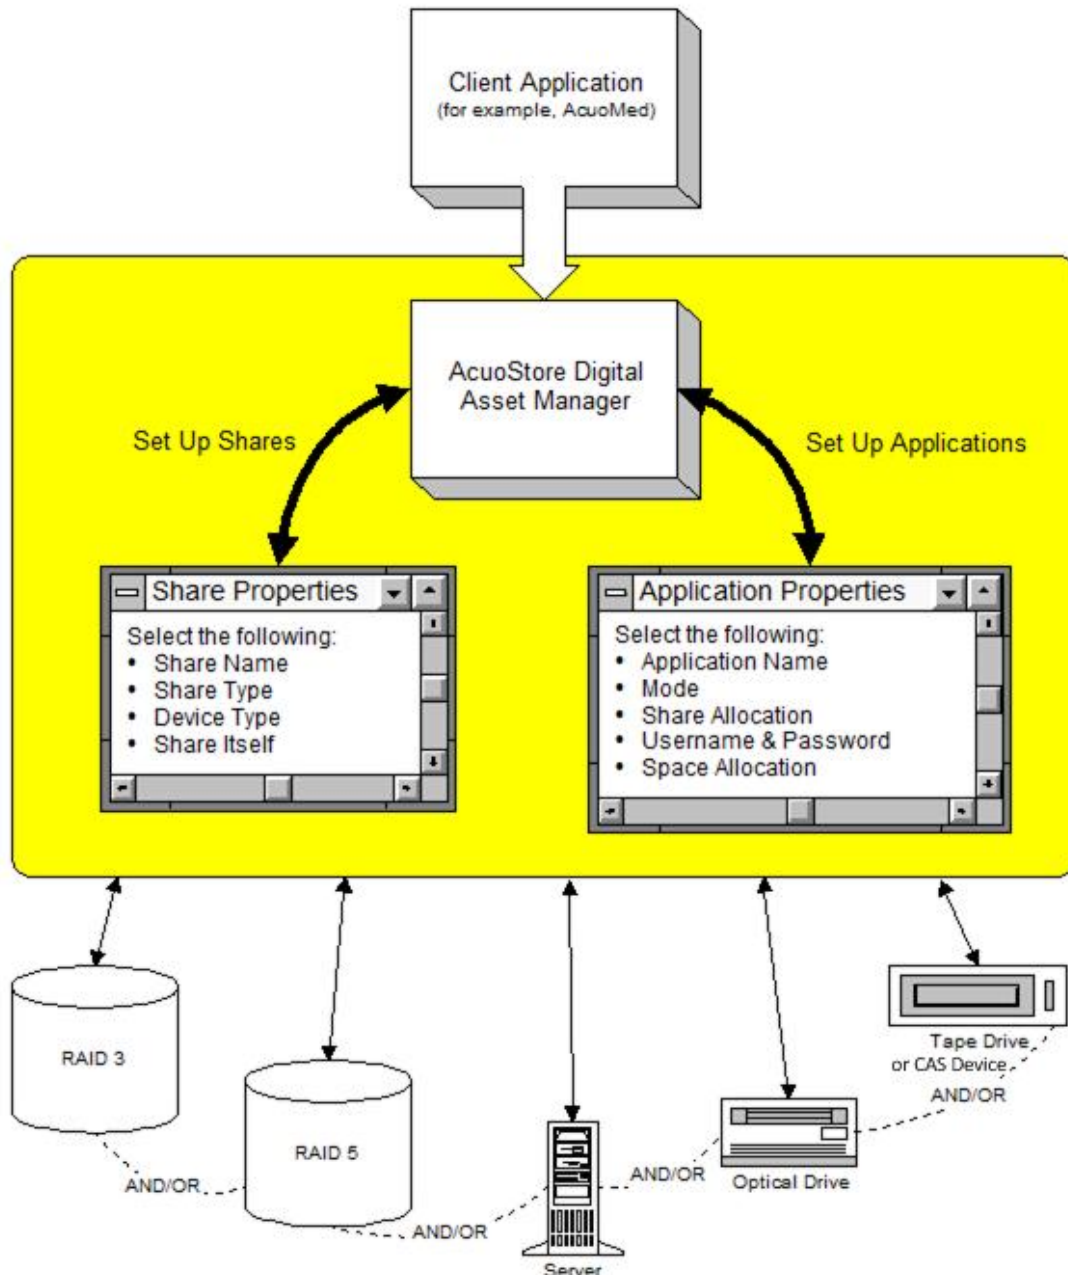 Client Application
(for example, AcuoMed)
AcuoStore Digital
Asset Manager
Set Up Shares
Set Up Applications
Share Properties
Select the following:
• Share Name
• Share Type
• Device Type
• Share Itself
Application Properties
Select the following:
• Application Name
• Mode
• Share Allocation
• Username & Password
• Space Allocation
RAID 3
RAID 5
Server
Optical Drive
Tape Drive
or CAS Device
AND/OR
AND/OR
AND/OR
AND/OR